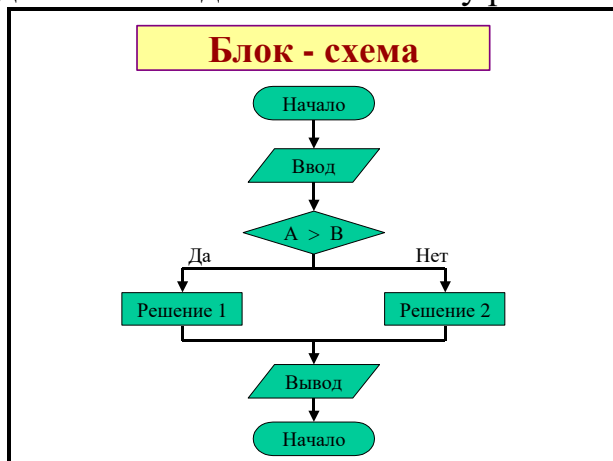 Блок - схема
Начало
Ввод
A > B
Да
Нет
Решение 1
Решение 2
Вывод
Начало